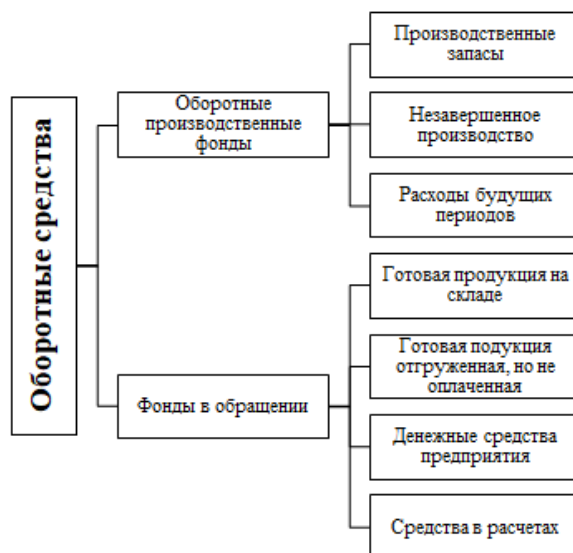 Оборотные средства
Оборотные
производственные
фонды
Производственные
запасы
Незавершенное
производство
Расходы будущих
периодов
Фонды в обращении
Готовая продукция на
складе
Готовая подукция
отгруженная, но не
оплаченная
Денежные средства
предприятия
Средства в расчетах